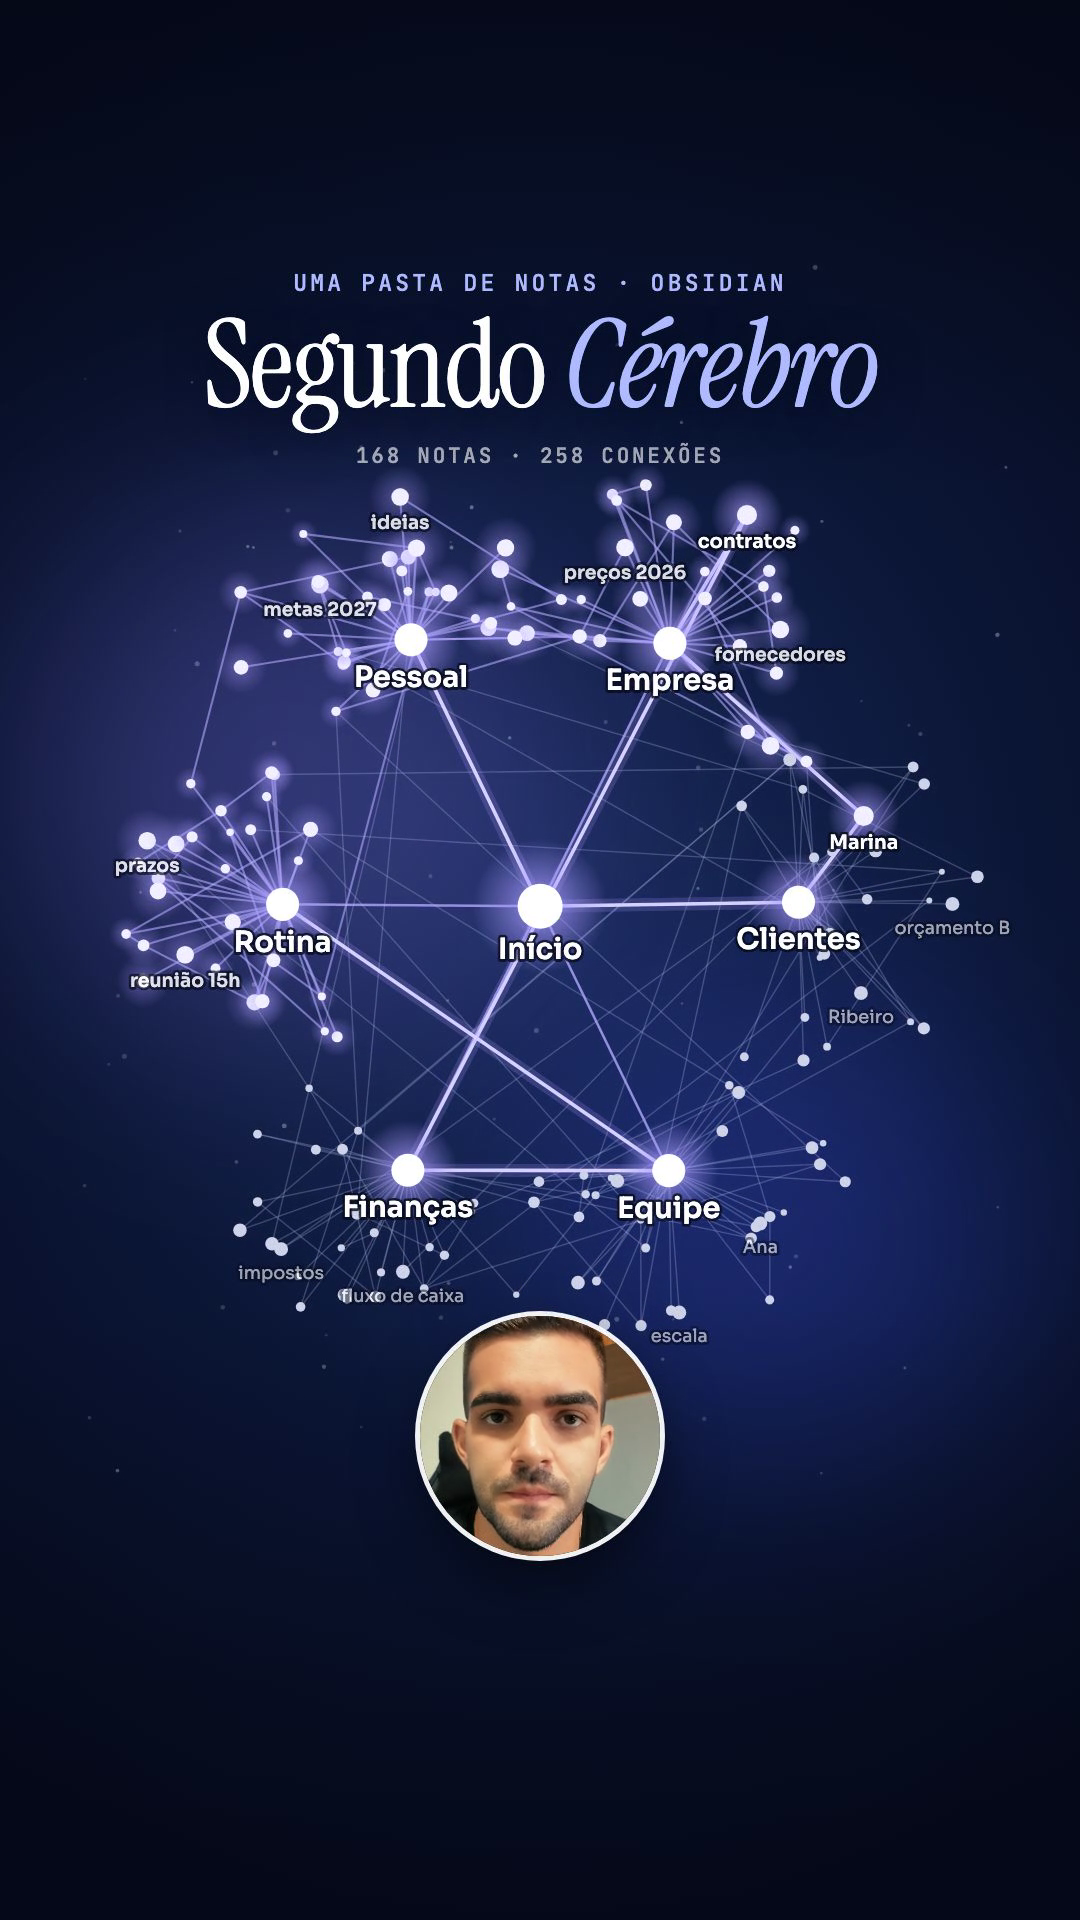 UMA PASTA DE NOTAS · OBSIDIAN
Segundo Cérebro
168 NOTAS · 258 CONEXÕES
ideias
contratos
preços 2026
metas 2027
fornecedores
Pessoal
Empresa
Marina
prazos
orçamento B
Rotina
Início
Clientes
reunião 15h
Ribeiro
Finanças
Equipe
Ana
impostos
fluxo de caixa
escala